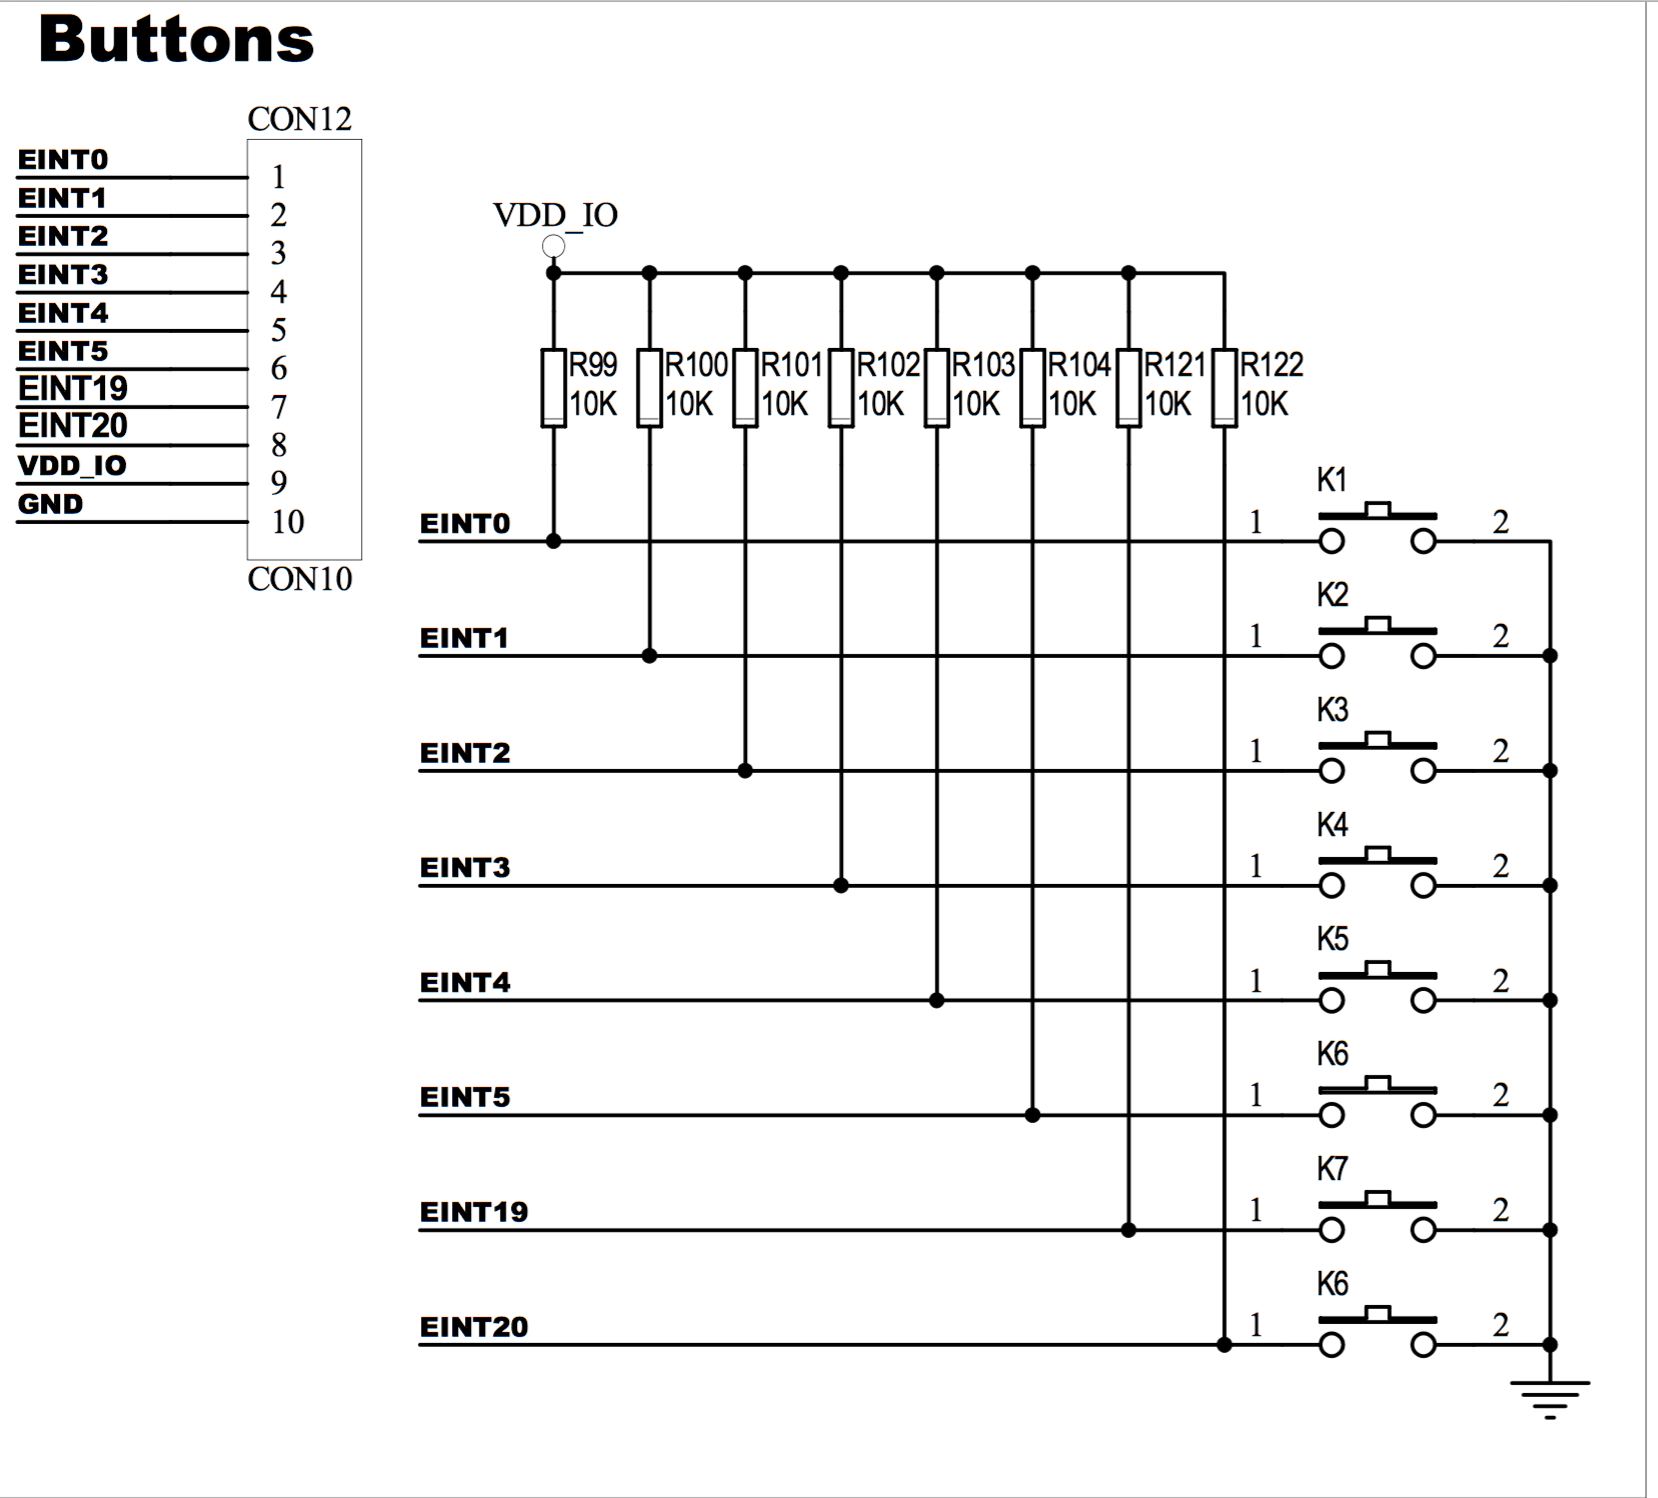 Buttons
CON12
EINT0 1
EINT1 2
EINT2 3
EINT3 4
EINT4 5
EINT5 6
EINT19 7
EINT20 8
VDD_IO 9
GND 10
CON10
VDD_IO
R99 R100 R101 R102 R103 R104 R121 R122
10K 10K 10K 10K 10K 10K 10K 10K
K1
EINT0 1 2
K2
EINT1 1 2
K3
EINT2 1 2
K4
EINT3 1 2
K5
EINT4 1 2
K6
EINT5 1 2
K7
EINT19 1 2
K6
EINT20 1 2